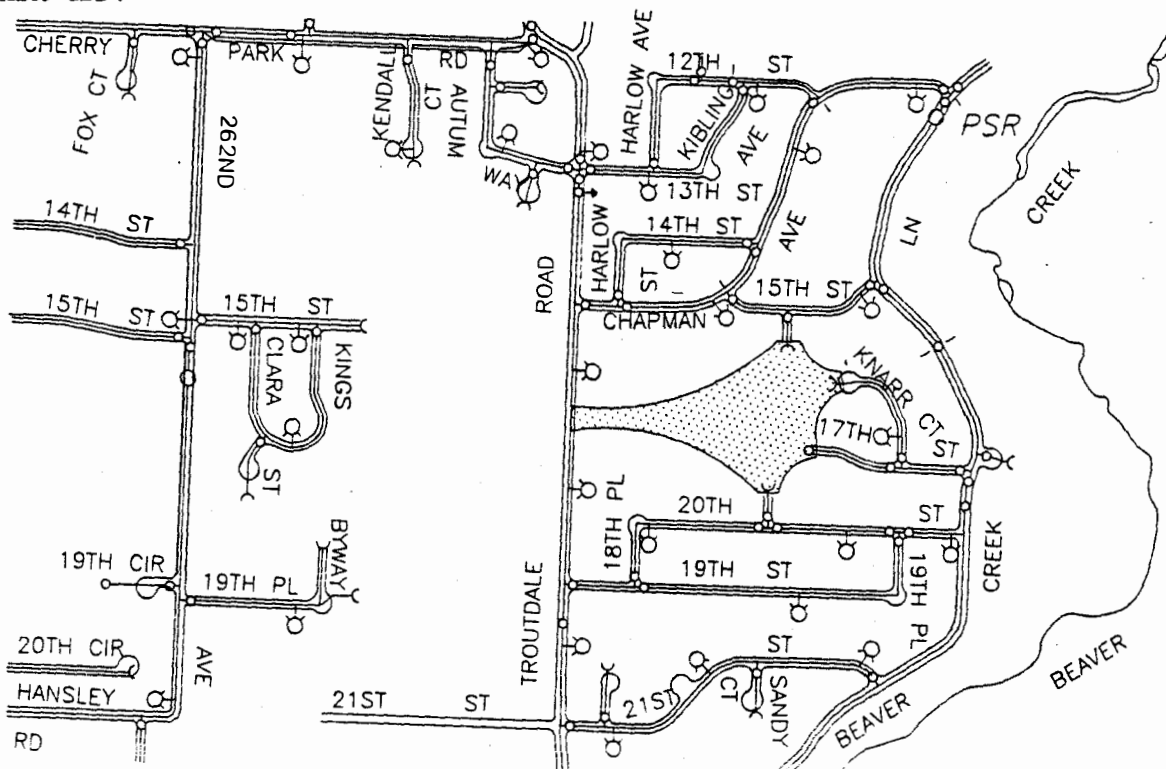 CHERRY
PARK
RD
FOX
CT
262ND
KENDALL
CT
AUTUM
WAY
HARLOW AVE
12TH
ST
KIBLING
AVE
13TH ST
PSR
CREEK
14TH
ST
HARLOW
ST
14TH ST
AVE
LN
ROAD
15TH
ST
15TH
ST
CHAPMAN
15TH ST
CLARA
KINGS
ST
KNARR
CT
17TH
ST
BYWAY
18TH PL
20TH
ST
19TH CIR
19TH PL
TROUTDALE
19TH ST
19TH PL
CREEK
20TH CIR
AVE
HANSLEY
RD
21ST ST
21ST
ST
CT
SANDY
BEAVER
BEAVER